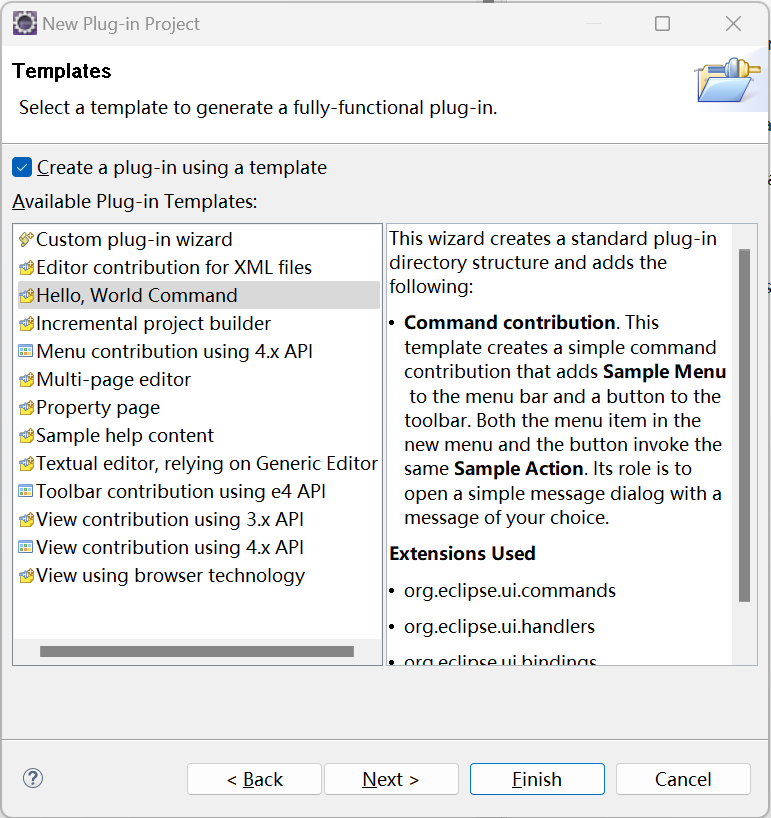 New Plug-in Project
Templates
Select a template to generate a fully-functional plug-in.
Create a plug-in using a template
Available Plug-in Templates:
Custom plug-in wizard
Editor contribution for XML files
Hello, World Command
Incremental project builder
Menu contribution using 4.x API
Multi-page editor
Property page
Sample help content
Textual editor, relying on Generic Editor
Toolbar contribution using e4 API
View contribution using 3.x API
View contribution using 4.x API
View using browser technology
This wizard creates a standard plug-in
directory structure and adds the
following:
• Command contribution. This
template creates a simple command
contribution that adds Sample Menu
to the menu bar and a button to the
toolbar. Both the menu item in the
new menu and the button invoke the
same Sample Action. Its role is to
open a simple message dialog with a
message of your choice.
Extensions Used
• org.eclipse.ui.commands
• org.eclipse.ui.handlers
• org.eclipse.ui.bindings
< Back
Next >
Finish
Cancel